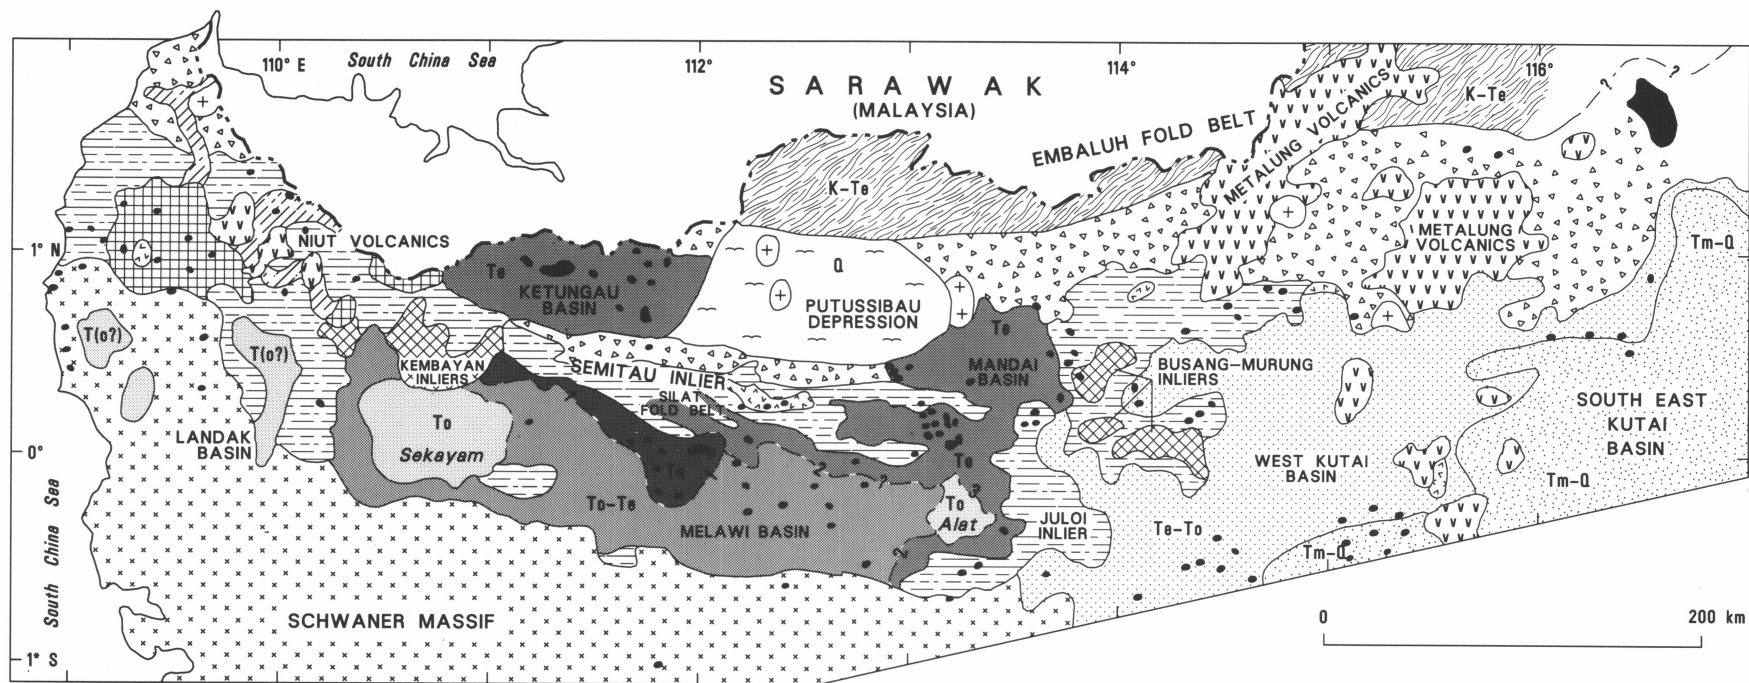 110° E
South China Sea
112°
SARAWAK
(MALAYSIA)
114°
116°
?
?
K-Te
METALUNG VOLCANICS
EMBALUH FOLD BELT
K-Te
NIUT VOLCANICS
METALUNG
VOLCANICS
Tm-Q
1° N
Te
KETUNGAU
BASIN
Q
PUTUSSIBAU
DEPRESSION
T(o?)
T(o?)
Te
MANDAI
BASIN
KEMBAYAN
INLIERS
SEMITAU INLIER
SILAT
FOLD BELT
BUSANG-MURUNG
INLIERS
SOUTH EAST
KUTAI
BASIN
LANDAK
BASIN
To
Sekayam
0°
Te
?
?
Te
?
WEST KUTAI
BASIN
Tm-Q
To-Te
MELAWI BASIN
To
Alat
JULOI
INLIER
Te-To
?
Tm-Q
South China Sea
SCHWANER MASSIF
0
200 km
1° S